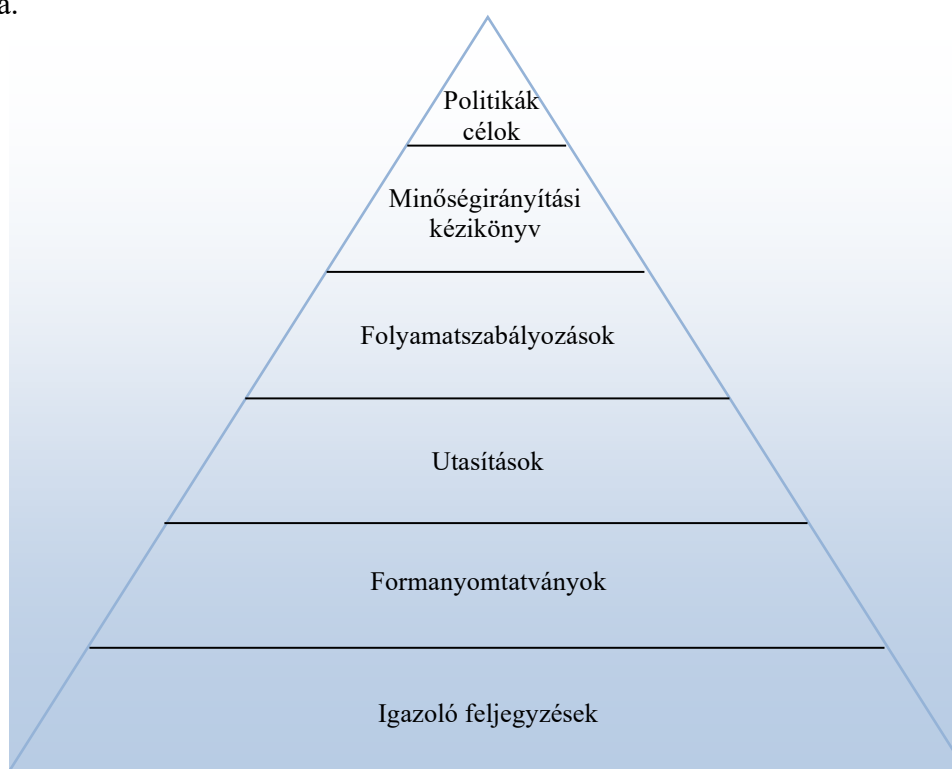 a.
Politikák
célok
Minőségirányítási
kézikönyv
Folyamatszabályozások
Utasítások
Formanyomtatványok
Igazoló feljegyzések